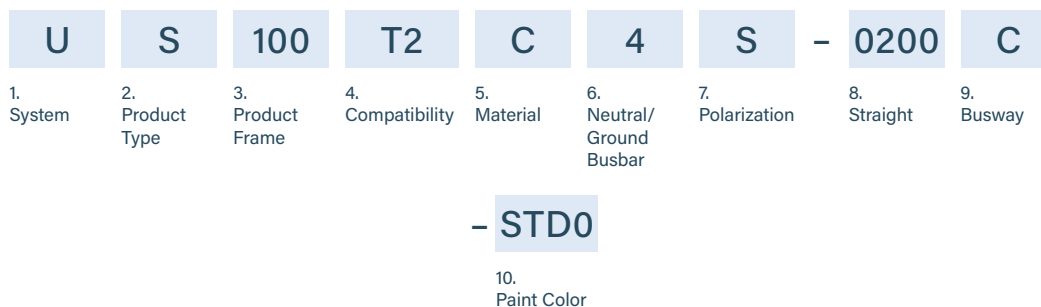 U S 100 T2 C 4 S – 0200 C
1. 2. 3. 4. 5. 6. 7. 8. 9.
System Product Product Compatibility Material Neutral/ Polarization Straight Busway
Type Frame Ground
Busbar
– STD0
10.
Paint Color